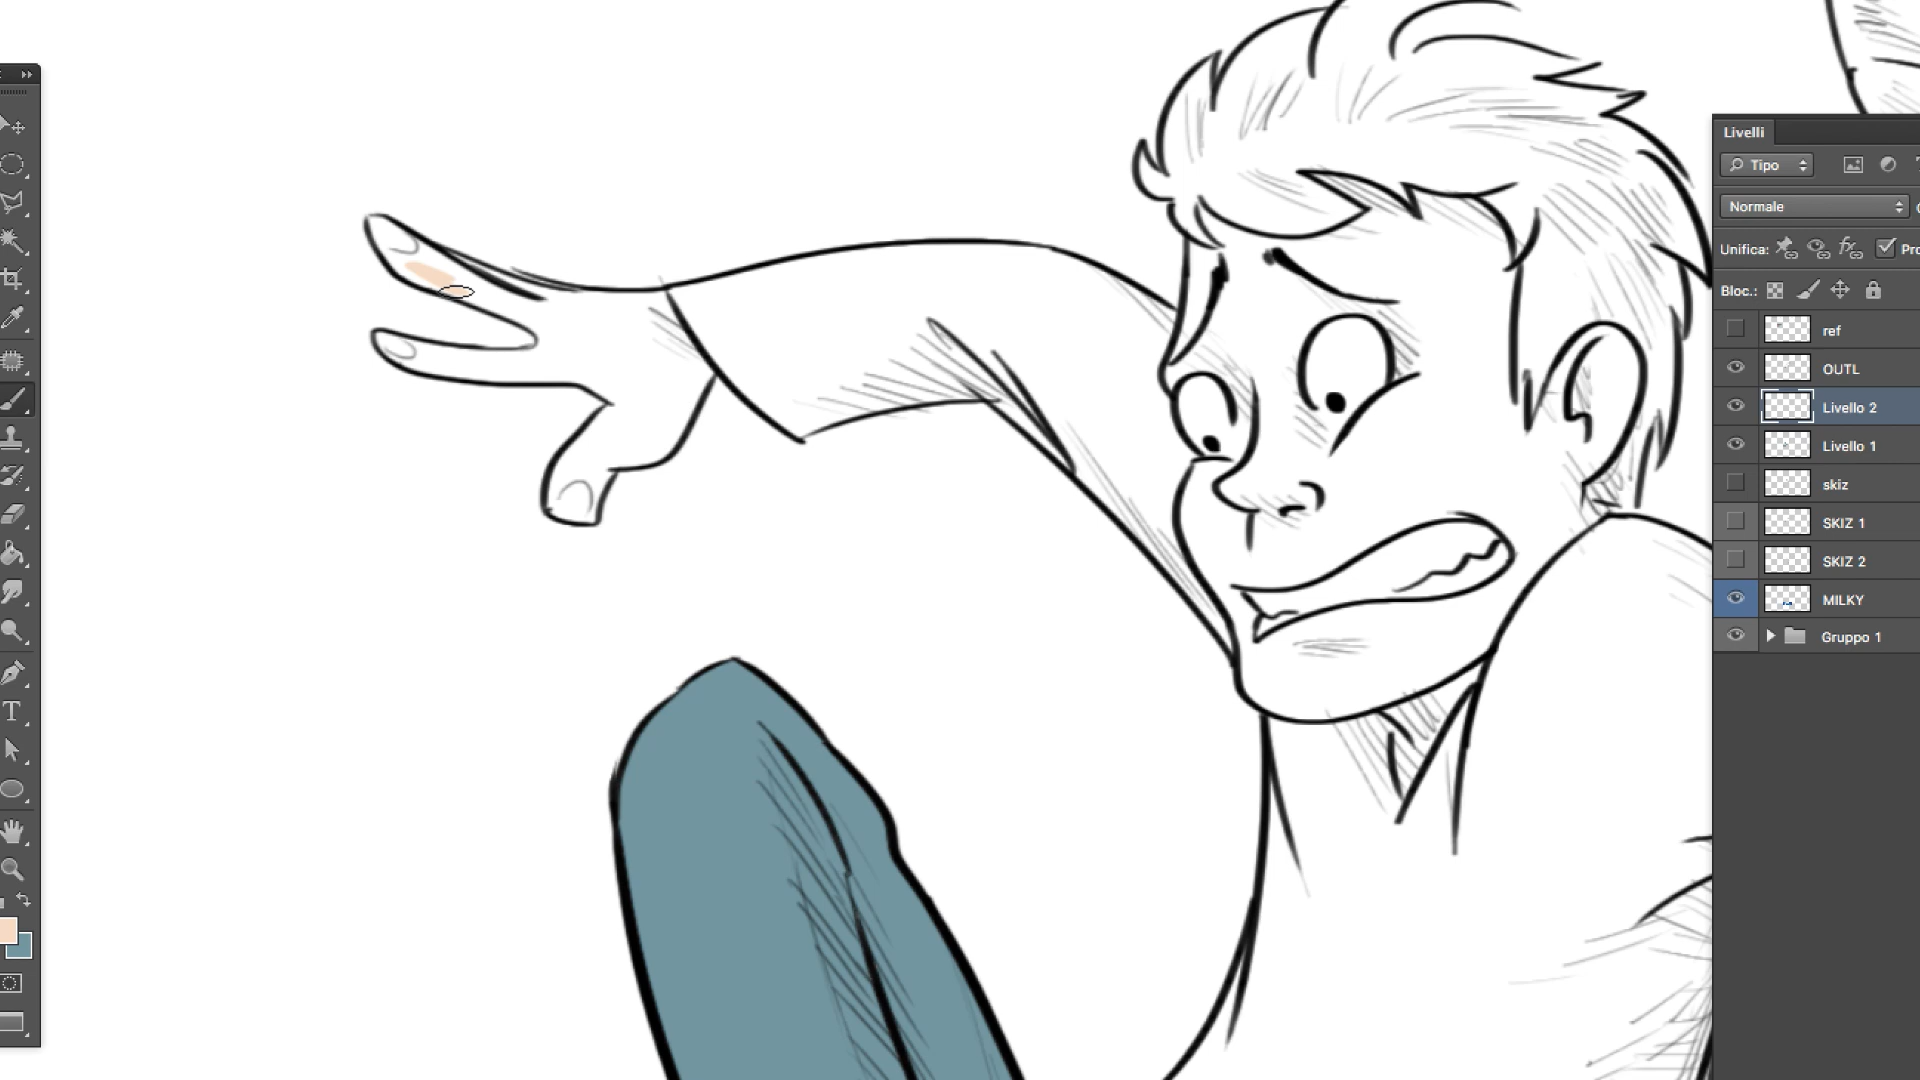 Livelli
Tipo
Normale
Unifica:
Pro
Bloc.:
ref
OUTL
Livello 2
Livello 1
skiz
SKIZ 1
SKIZ 2
MILKY
Gruppo 1